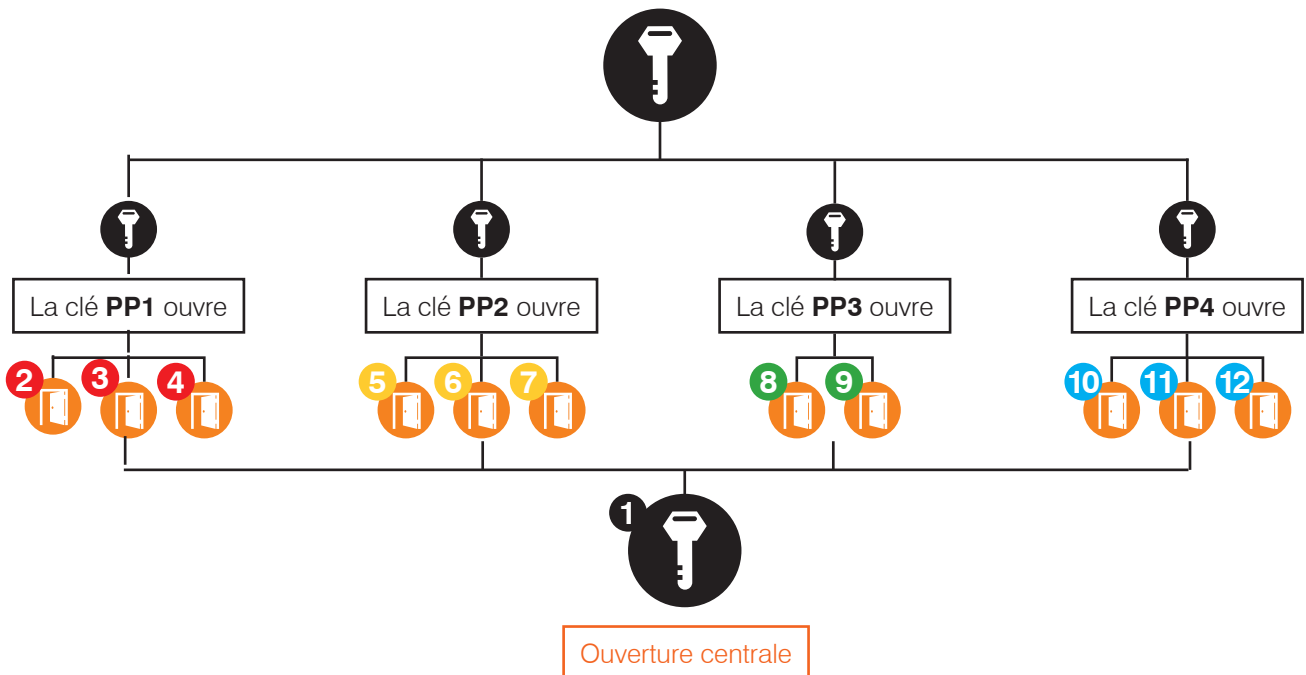 La clé PP1 ouvre
La clé PP2 ouvre
La clé PP3 ouvre
La clé PP4 ouvre
2 3 4 5 6 7 8 9 10 11 12
1
Ouverture centrale